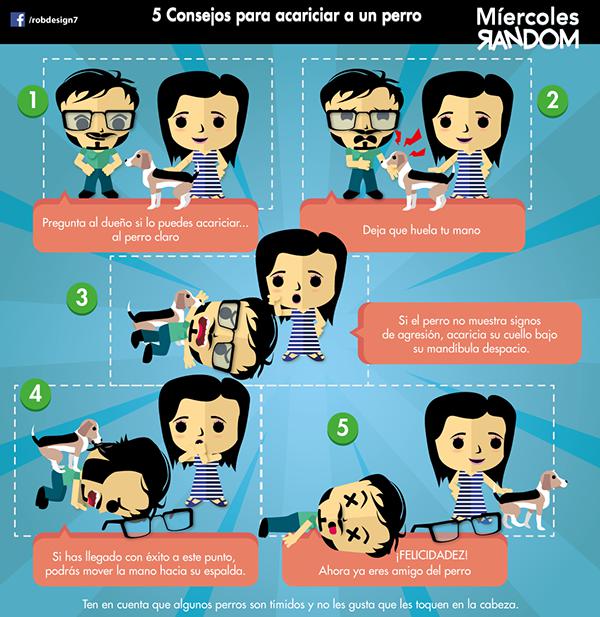 /robdesign7
5 Consejos para acariciar a un perro
Míercoles
RANDOM
1
Pregunta al dueño si lo puedes acariciar...
al perro claro
2
Deja que huela tu mano
3
Si el perro no muestra signos
de agresión, acaricia su cuello bajo
su mandibula despacio.
4
Si has llegado con éxito a este punto,
podrás mover la mano hacia su espalda.
5
¡FELICIDADEZ!
Ahora ya eres amigo del perro
Ten en cuenta que algunos perros son tímidos y no les gusta que les toquen en la cabeza.